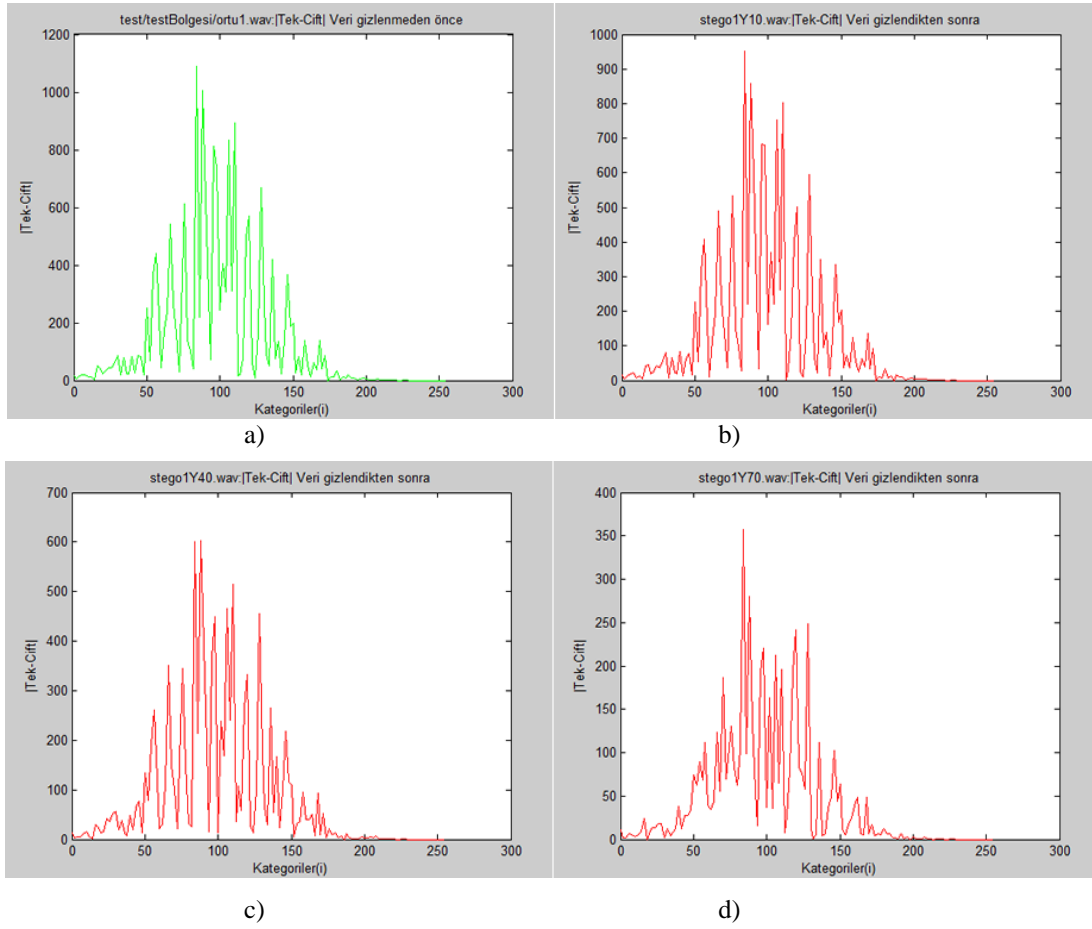 test/testBolgesi/ortu1.wav:|Tek-Cift| Veri gizlenmeden önce
1200
1000
800
600
400
200
0
|Tek-Cift|
0 50 100 150 200 250 300
Kategoriler(i)
a)
stego1Y10.wav:|Tek-Cift| Veri gizlendikten sonra
1000
900
800
700
600
500
400
300
200
100
0
|Tek-Cift|
0 50 100 150 200 250 300
Kategoriler(i)
b)
stego1Y40.wav:|Tek-Cift| Veri gizlendikten sonra
700
600
500
400
300
200
100
0
|Tek-Cift|
0 50 100 150 200 250 300
Kategoriler(i)
c)
stego1Y70.wav:|Tek-Cift| Veri gizlendikten sonra
400
350
300
250
200
150
100
50
0
|Tek-Cift|
0 50 100 150 200 250 300
Kategoriler(i)
d)